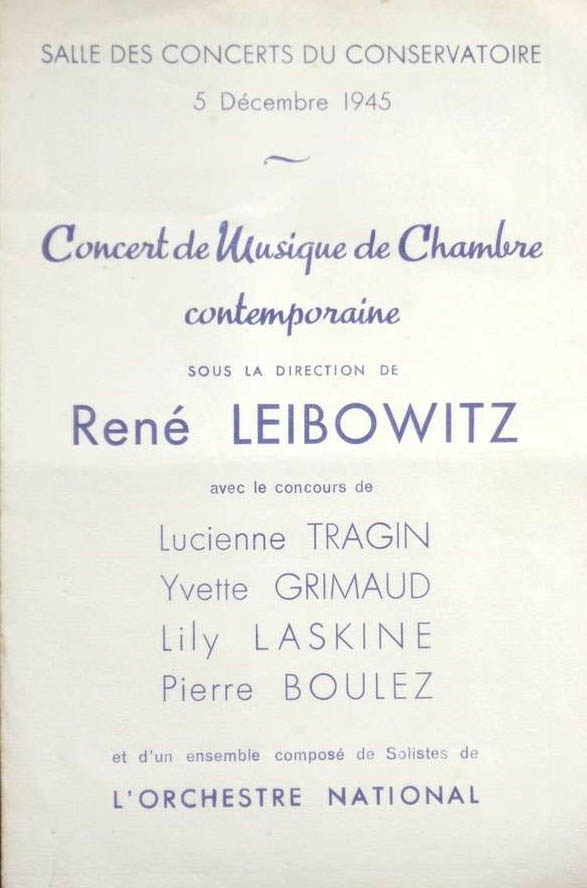 SALLE DES CONCERTS DU CONSERVATOIRE
5 Décembre 1945
Concert de Musique de Chambre
contemporaine
SOUS LA DIRECTION DE
René LEIBOWITZ
avec le concours de
Lucienne TRAGIN
Yvette GRIMAUD
Lily LASKINE
Pierre BOULEZ
et d'un ensemble composé de Solistes de
L'ORCHESTRE NATIONAL